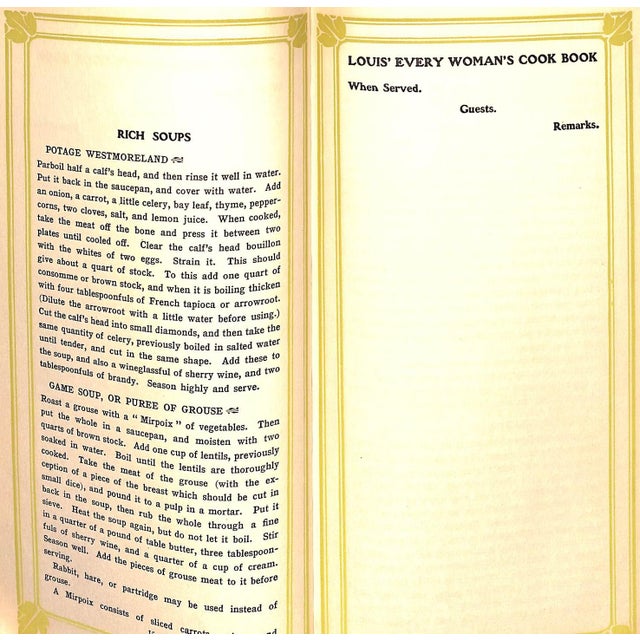 RICH SOUPS
POTAGE WESTMORELAND
Parboil half a calf's head, and then rinse it well in water.
Put it back in the saucepan, and cover with water. Add
an onion, a carrot, a little celery, bay leaf, thyme, pepper-
corns, two cloves, salt, and lemon juice. When cooked,
take the meat off the bone and press it between two
plates until cooled off. Clear the calf's head bouillon
with the whites of two eggs. Strain it. This should
give about a quart of stock. To this add one quart of
consomme or brown stock, and when it is boiling thicken
with four tablespoonfuls of French tapioca or arrowroot.
(Dilute the arrowroot with a little water before using.)
Cut the calf's head into small diamonds, and then take the
same quantity of celery, previously boiled in salted water
until tender, and cut in the same shape. Add these to
the soup, and also a wineglassful of sherry wine, and two
tablespoonfuls of brandy. Season highly and serve.
GAME SOUP, OR PUREE OF GROUSE
Roast a grouse with a "Mirpoix" of vegetables. Then
put the whole in a saucepan, and moisten with two
quarts of brown stock. Add one cup of lentils, previously
soaked in water. Boil until the lentils are thoroughly
cooked. Take the meat of the grouse (with the ex-
ception of a piece of the breast which should be cut in
small dice), and pound it to a pulp in a mortar. Put it
back in the soup, then rub the whole through a fine
sieve. Heat the soup again, but do not let it boil. Stir
in a quarter of a pound of table butter, three tablespoon-
fuls of sherry wine, and a quarter of a cup of cream.
Season well. Add the pieces of grouse meat to it before
serving.
Rabbit, hare, or partridge may be used instead of
grouse.
A Mirpoix consists of sliced carrots
LOUIS' EVERY WOMAN'S COOK BOOK
When Served.
Guests.
Remarks.